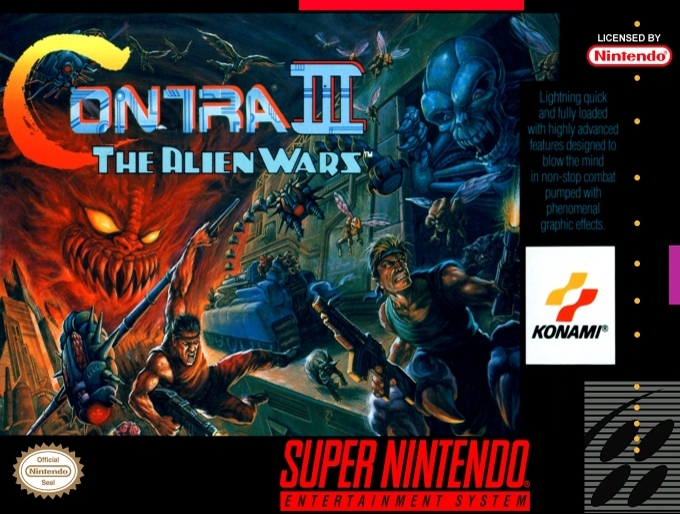 CONTRA III
THE ALIEN WARS™
LICENSED BY
Nintendo®
Lightning quick
and fully loaded
with highly advanced
features designed to
blow the mind
in non-stop combat
pumped with
phenomenal
graphic effects.
KONAMI®
Official
Nintendo
Seal
SUPER NINTENDO®
ENTERTAINMENT SYSTEM